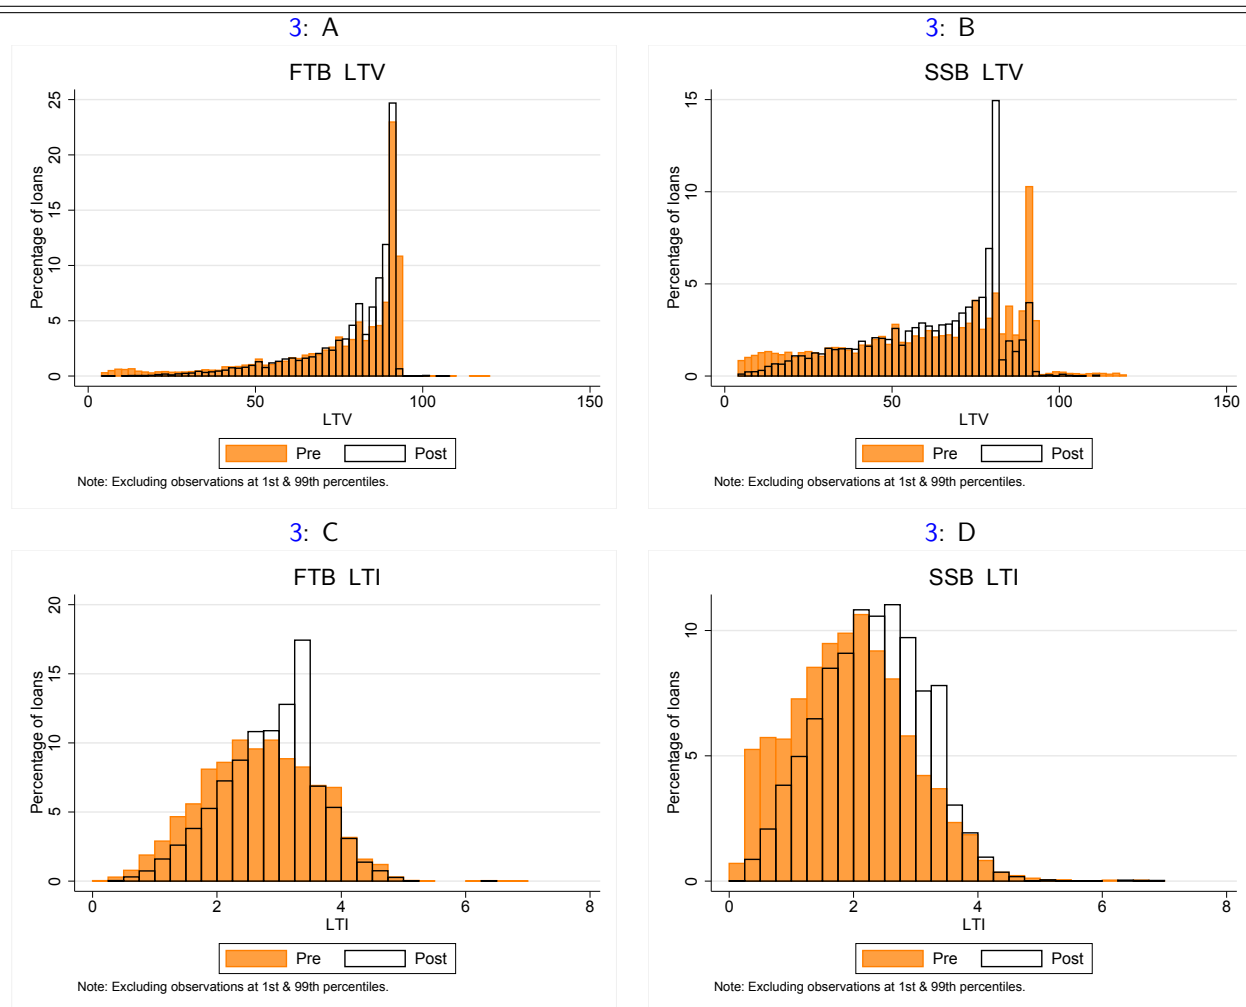 3: A
FTB LTV
Percentage of loans
25
20
15
10
5
0
0 50 100 150
LTV
Pre Post
Note: Excluding observations at 1st & 99th percentiles.
3: B
SSB LTV
Percentage of loans
15
10
5
0
0 50 100 150
LTV
Pre Post
Note: Excluding observations at 1st & 99th percentiles.
3: C
FTB LTI
Percentage of loans
20
15
10
5
0
0 2 4 6 8
LTI
Pre Post
Note: Excluding observations at 1st & 99th percentiles.
3: D
SSB LTI
Percentage of loans
10
5
0
0 2 4 6 8
LTI
Pre Post
Note: Excluding observations at 1st & 99th percentiles.